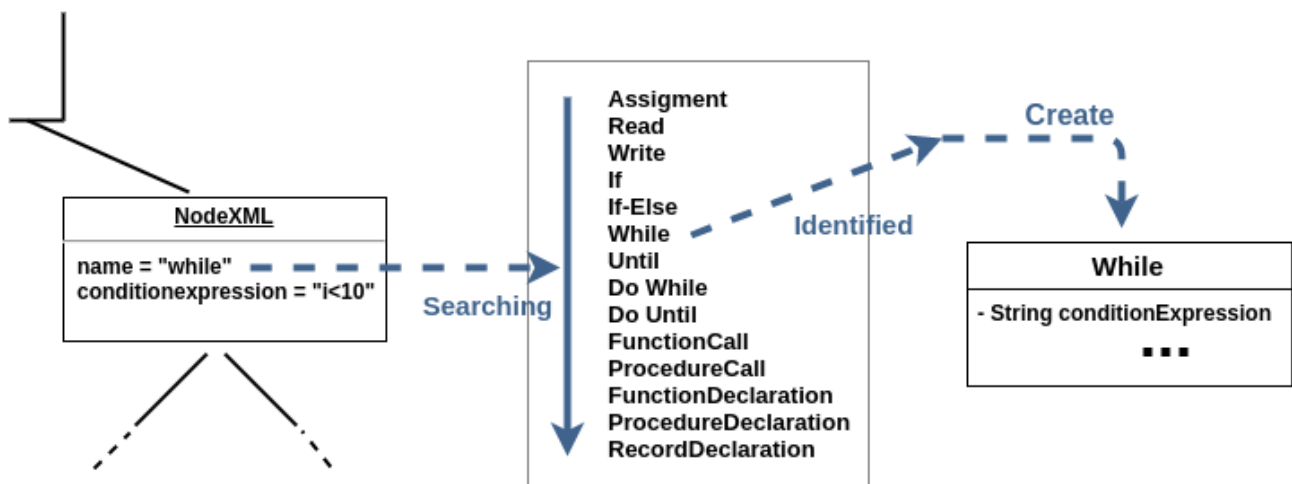 NodeXML
name = "while"
conditionexpression = "i<10"
Searching
Assigment
Read
Write
If
If-Else
While
Until
Do While
Do Until
FunctionCall
ProcedureCall
FunctionDeclaration
ProcedureDeclaration
RecordDeclaration
Identified
Create
While
- String conditionExpression
...